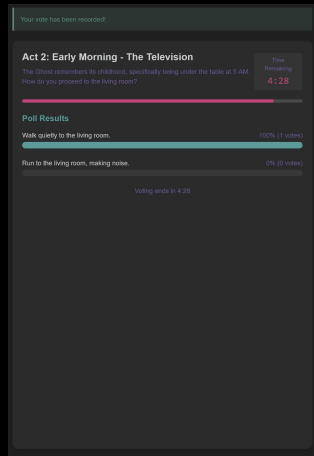 Your vote has been recorded!
Act 2: Early Morning - The Television
The Ghost remembers its childhood, specifically being under the table at 5 AM.
How do you proceed to the living room?
Time
Remaining
4:28
Poll Results
Walk quietly to the living room.
100% (1 votes)
Run to the living room, making noise.
0% (0 votes)
Voting ends in 4:28